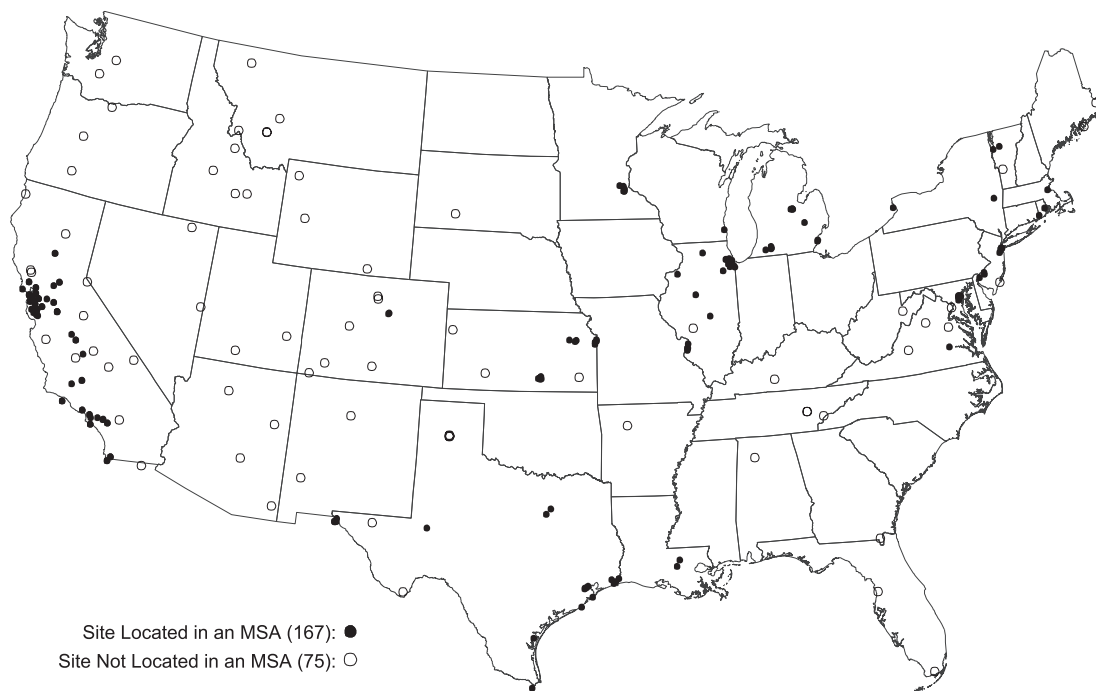 Site Located in an MSA (167):
Site Not Located in an MSA (75):